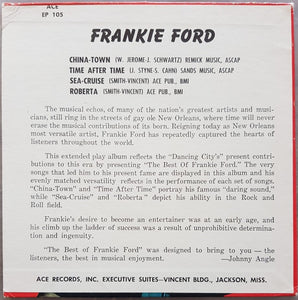 ACE
EP 105
FRANKIE FORD
CHINA-TOWN (W. JEROME-J. SCHWARTZ) REMICK MUSIC, ASCAP
TIME AFTER TIME (J. STYNE-S. CAHN) SANDS MUSIC, ASCAP
SEA-CRUISE (SMITH-VINCENT) ACE PUB., BMI
ROBERTA (SMITH-VINCENT) ACE PUB., BMI
The musical echos, of many of the nation's greatest artists and musi-
cians, still ring in the streets of gay ole New Orleans, where time will never
erase the musical contributions of its born. Reigning today as New Orleans
most versatile artist, Frankie Ford has repeatedly captured the hearts of
listeners throughout the world.
This extended play album reflects the "Dancing City's" present contri-
butions to this era by presenting "The Best Of Frankie Ford." The very
songs that led him to his present fame are displayed in this album and his
evenly matched versatility reflects in the performance of each set of songs.
"China-Town" and "Time After Time" portray his famous "daring sound,"
while "Sea-Cruise" and "Roberta" depict his ability in the Rock and
Roll field.
Frankie's desire to become an entertainer was at an early age, and
his climb up the ladder of success was a result of unprohibitive determina-
tion and ingenuity.
"The Best of Frankie Ford" was designed to bring to you — the
listeners, the best in musical enjoyment. —Johnny Angle
ACE RECORDS, INC. EXECUTIVE SUITES—VINCENT BLDG., JACKSON, MISS.